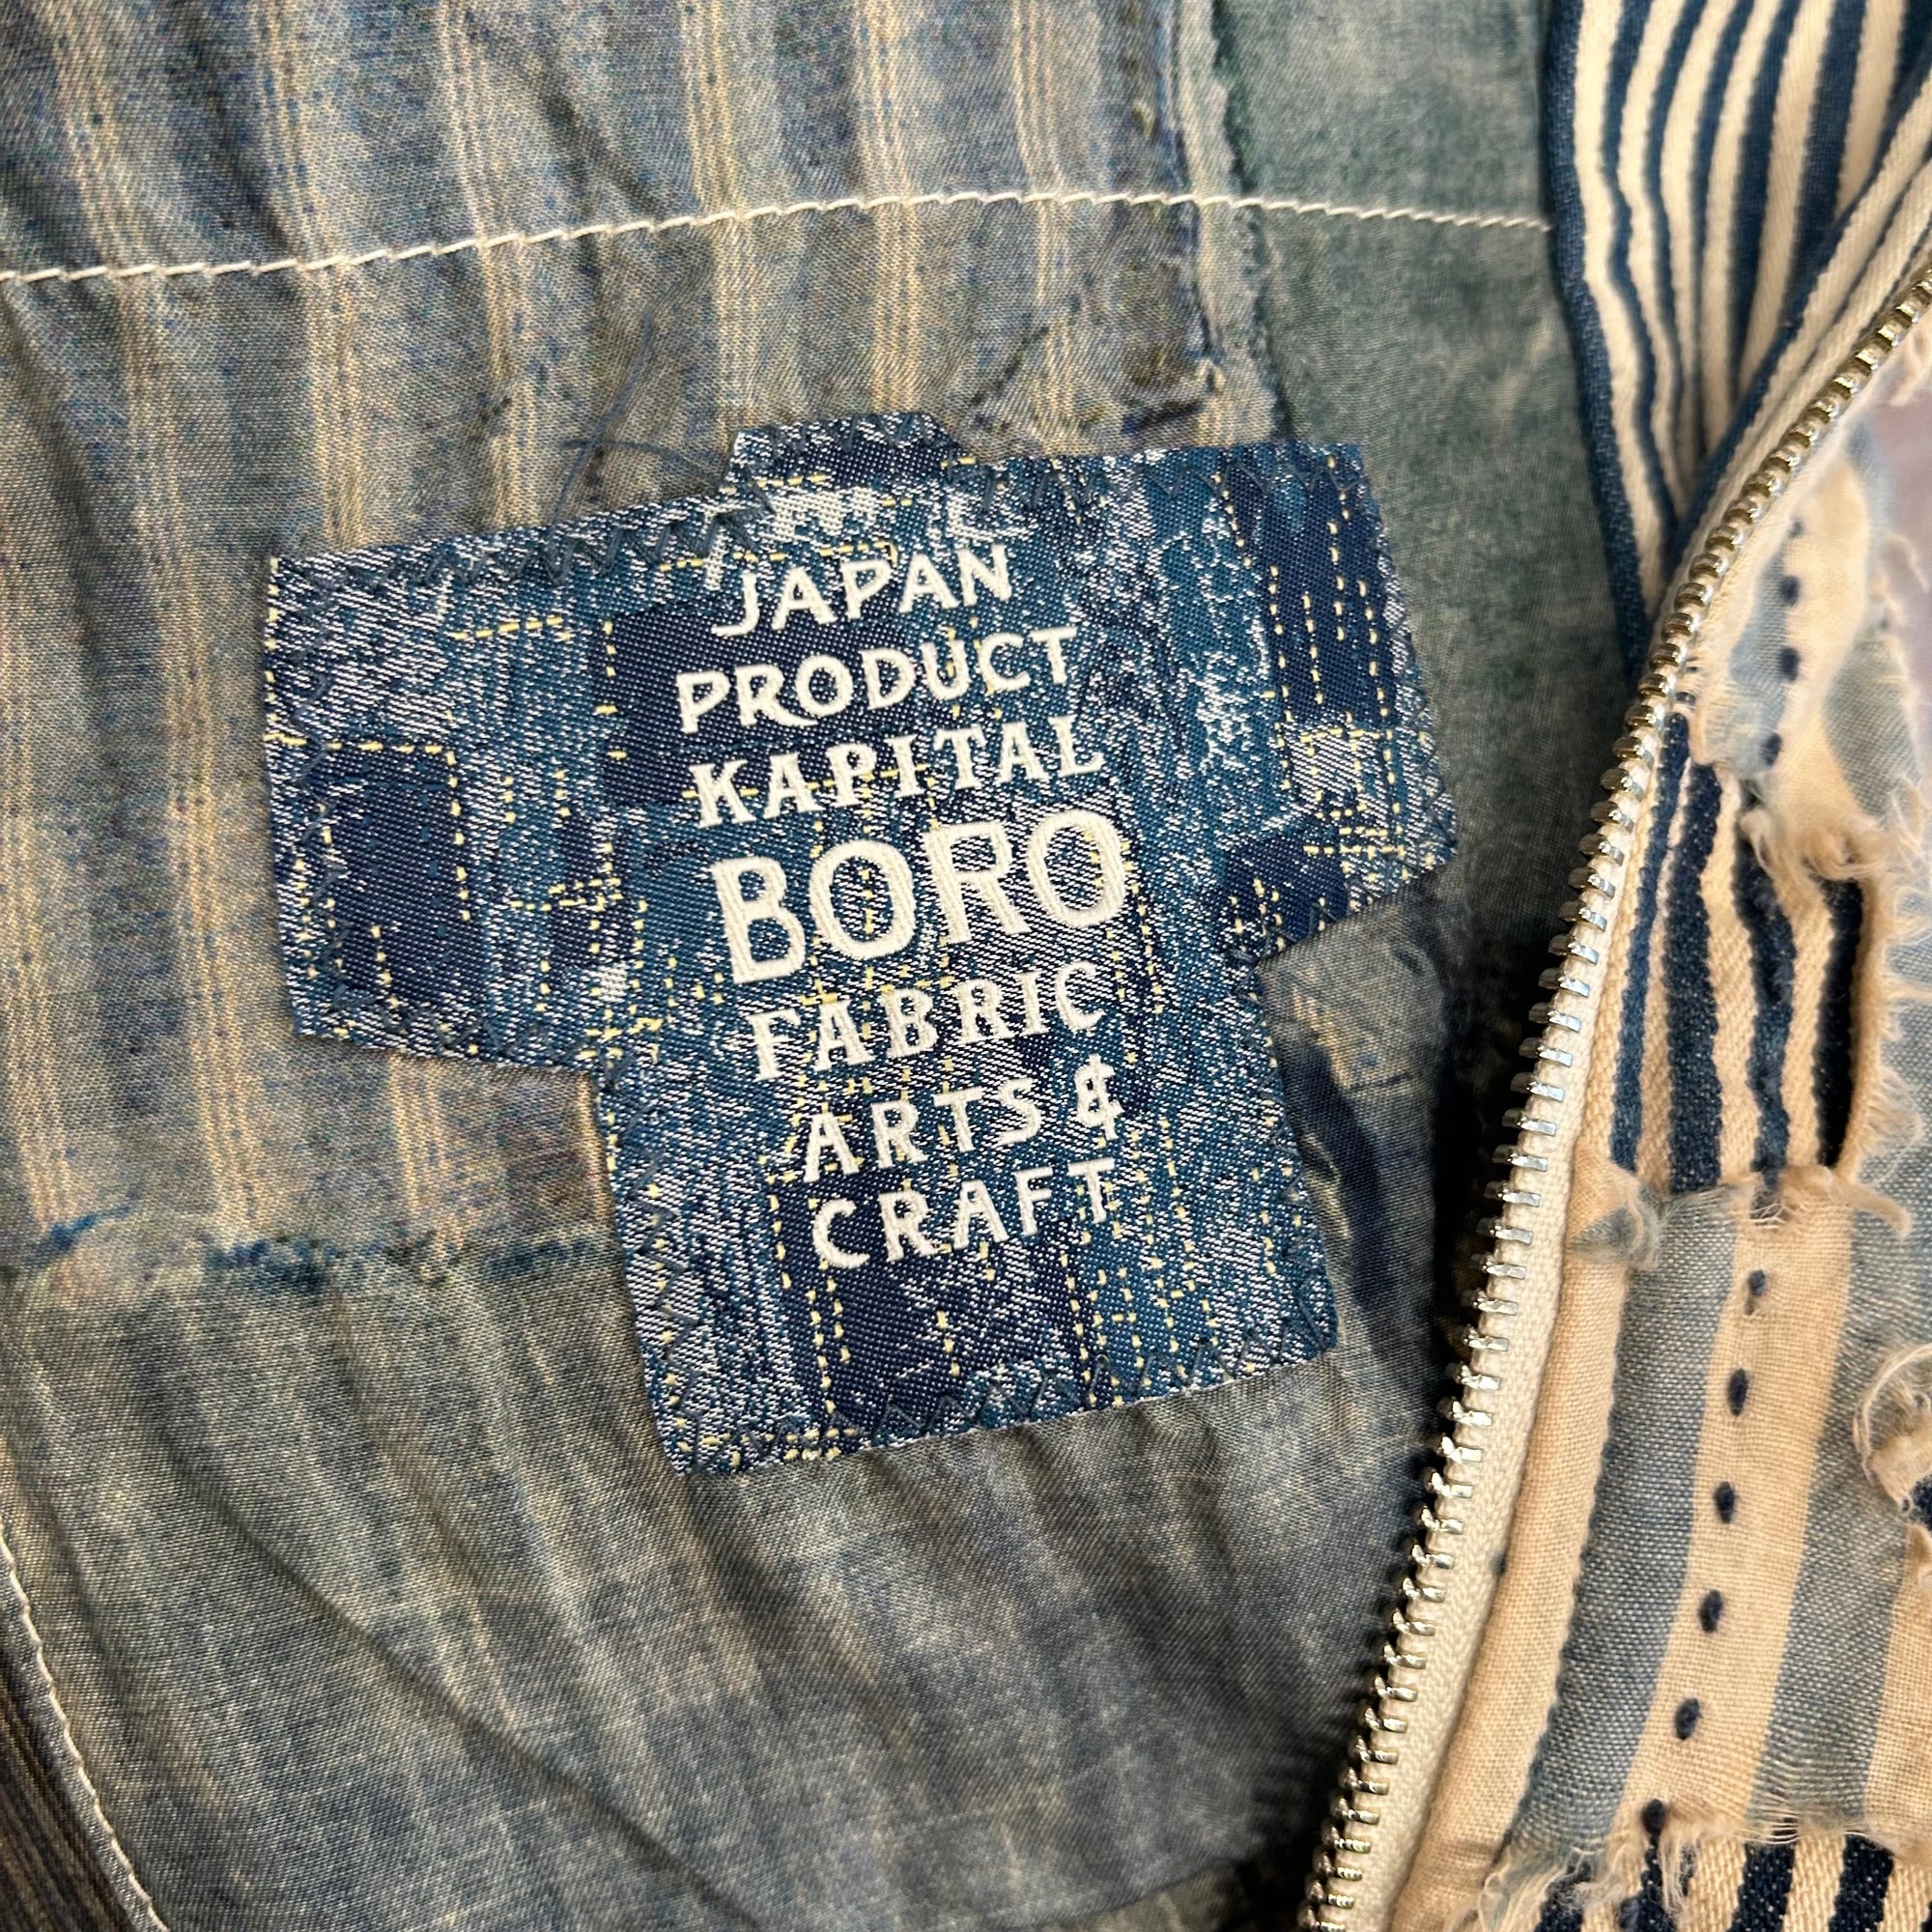 JAPAN
PRODUCT
KAPITAL
BORO
FABRIC
ARTS &
CRAFT